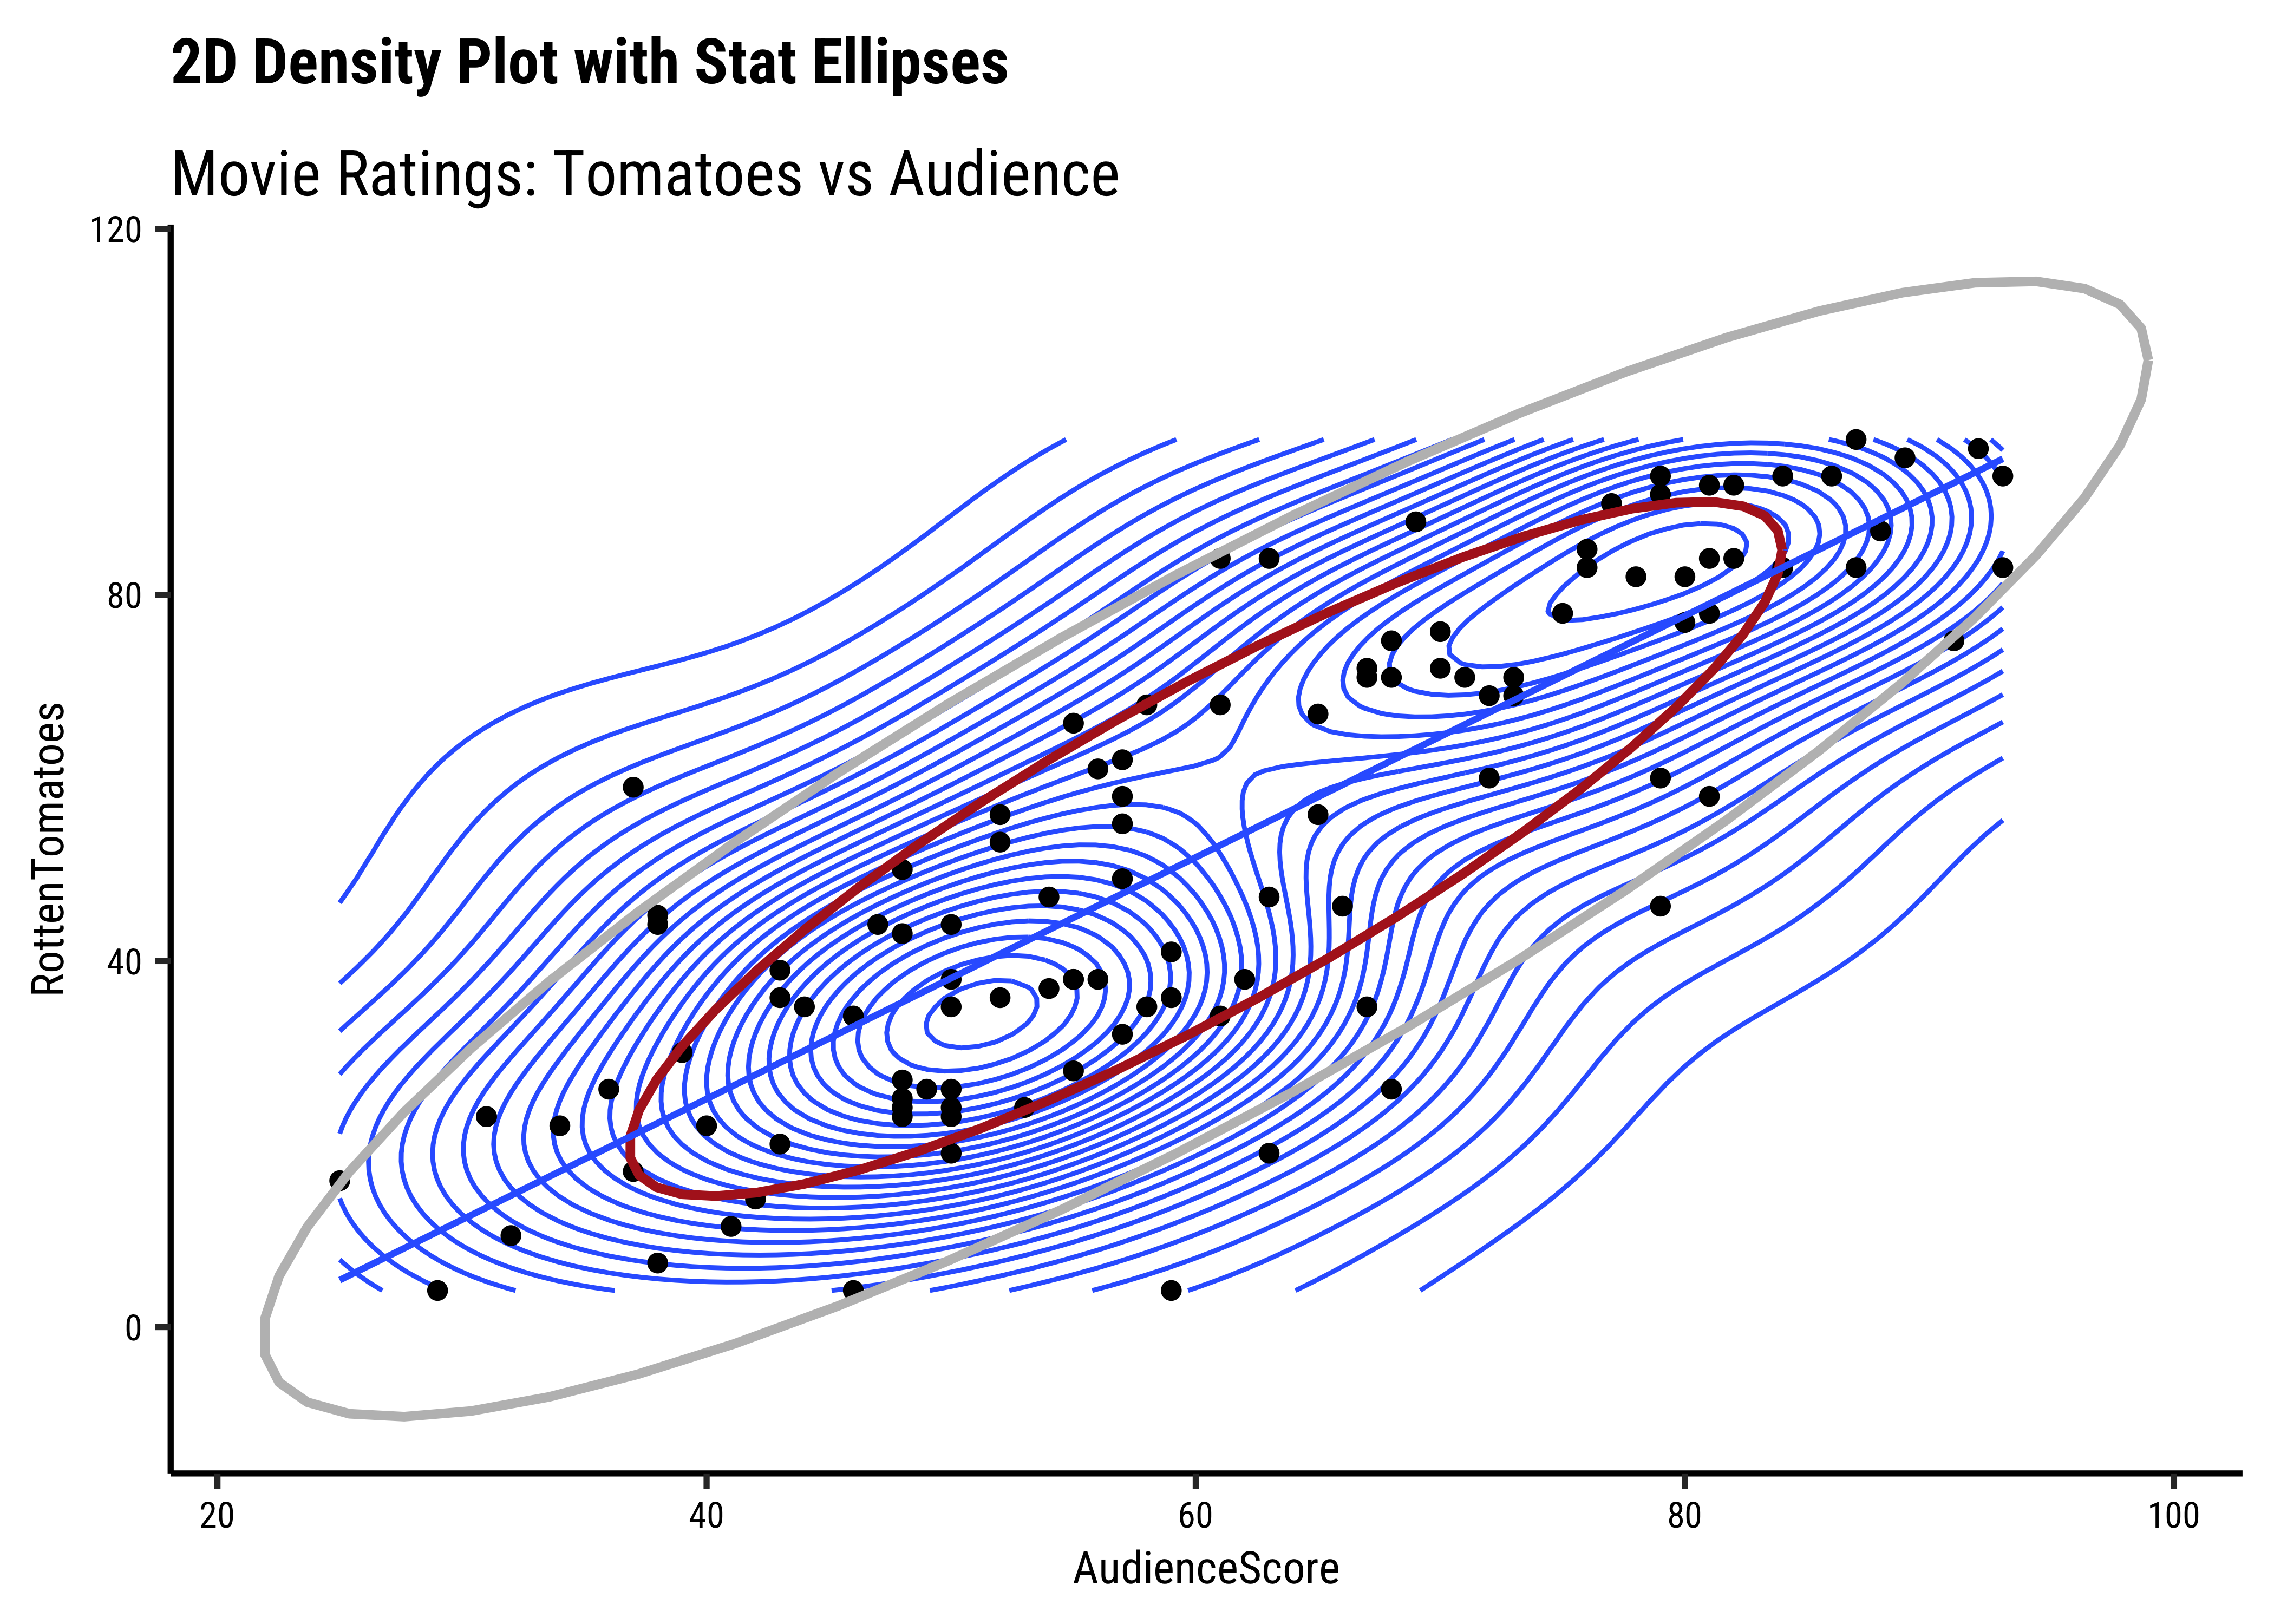 2D Density Plot with Stat Ellipses
Movie Ratings: Tomatoes vs Audience
120
80
40
0
RottenTomatoes
20 40 60 80 100
AudienceScore